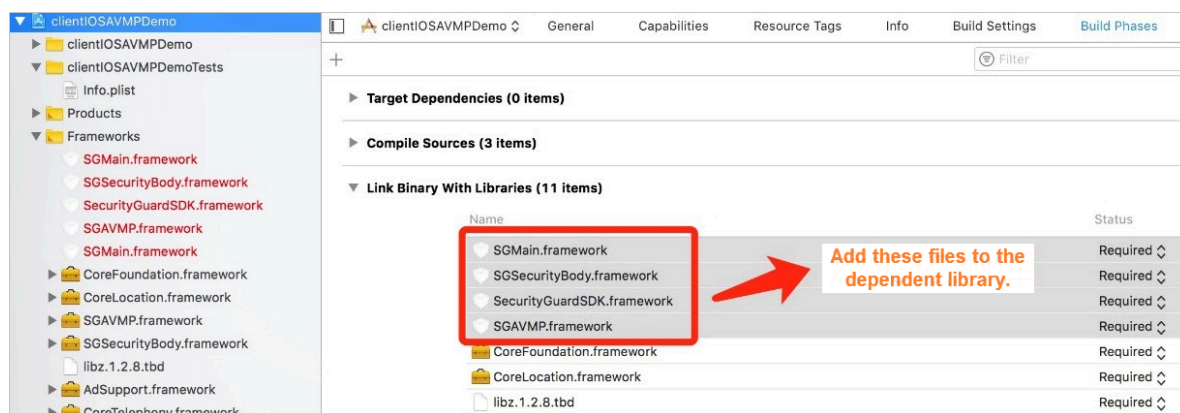 clientIOSAVMPDemo
clientIOSAVMPDemo
clientIOSAVMPDemoTests
Info.plist
Products
Frameworks
SGMain.framework
SGSecurityBody.framework
SecurityGuardSDK.framework
SGAVMP.framework
SGMain.framework
CoreFoundation.framework
CoreLocation.framework
SGAVMP.framework
SGSecurityBody.framework
libz.1.2.8.tbd
AdSupport.framework
CoreTelephony.framework
clientIOSAVMPDemo General Capabilities Resource Tags Info Build Settings Build Phases
+ Filter
Target Dependencies (0 items)
Compile Sources (3 items)
Link Binary With Libraries (11 items)
Name Status
SGMain.framework Required
SGSecurityBody.framework Required
SecurityGuardSDK.framework Required
SGAVMP.framework Required
CoreFoundation.framework Required
CoreLocation.framework Required
libz.1.2.8.tbd Required
Add these files to the
dependent library.